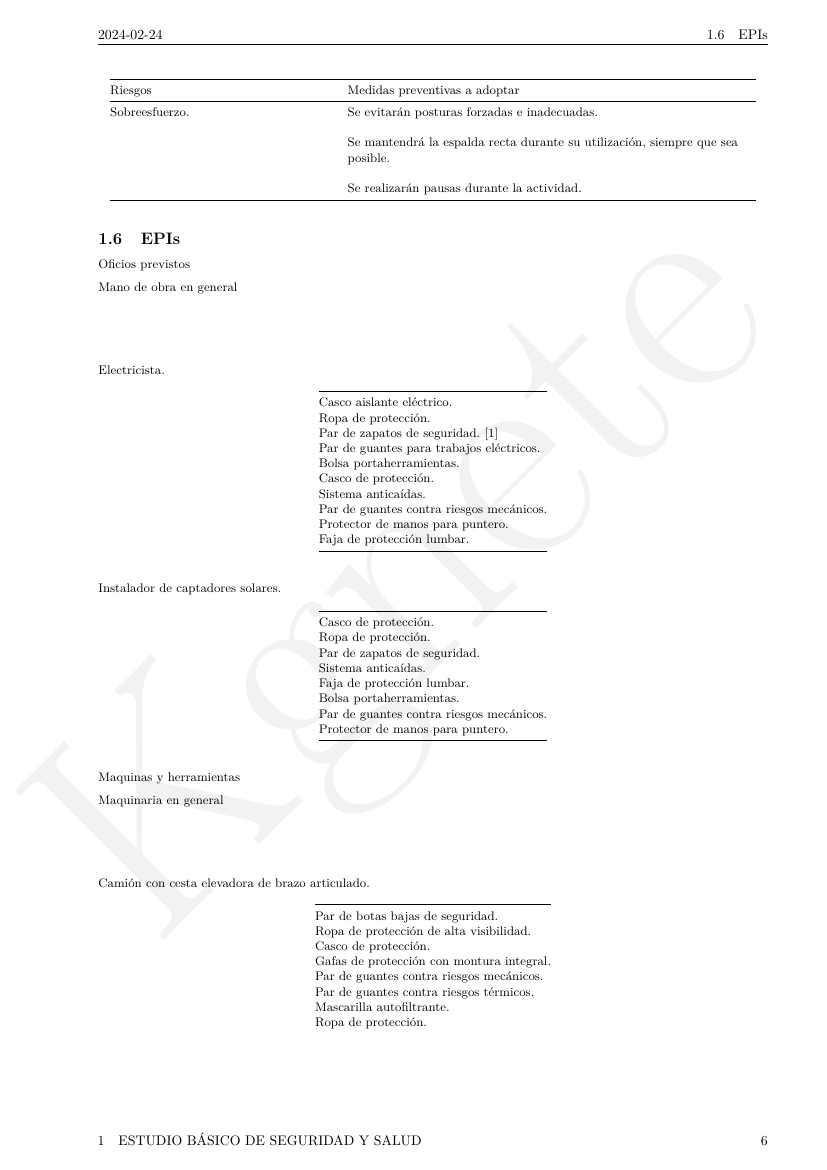 2024-02-24 1.6 EPIs
Riesgos Medidas preventivas a adoptar
Sobreesfuerzo. Se evitarán posturas forzadas e inadecuadas.
Se mantendrá la espalda recta durante su utilización, siempre que sea
posible.
Se realizarán pausas durante la actividad.
1.6 EPIs
Oficios previstos
Mano de obra en general
Electricista.
Casco aislante eléctrico.
Ropa de protección.
Par de zapatos de seguridad. [1]
Par de guantes para trabajos eléctricos.
Bolsa portaherramientas.
Casco de protección.
Sistema anticaídas.
Par de guantes contra riesgos mecánicos.
Protector de manos para puntero.
Faja de protección lumbar.
Instalador de captadores solares.
Casco de protección.
Ropa de protección.
Par de zapatos de seguridad.
Sistema anticaídas.
Faja de protección lumbar.
Bolsa portaherramientas.
Par de guantes contra riesgos mecánicos.
Protector de manos para puntero.
Maquinas y herramientas
Maquinaria en general
Camión con cesta elevadora de brazo articulado.
Par de botas bajas de seguridad.
Ropa de protección de alta visibilidad.
Casco de protección.
Gafas de protección con montura integral.
Par de guantes contra riesgos mecánicos.
Par de guantes contra riesgos térmicos.
Mascarilla autofiltrante.
Ropa de protección.
1 ESTUDIO BÁSICO DE SEGURIDAD Y SALUD 6
Kgnete